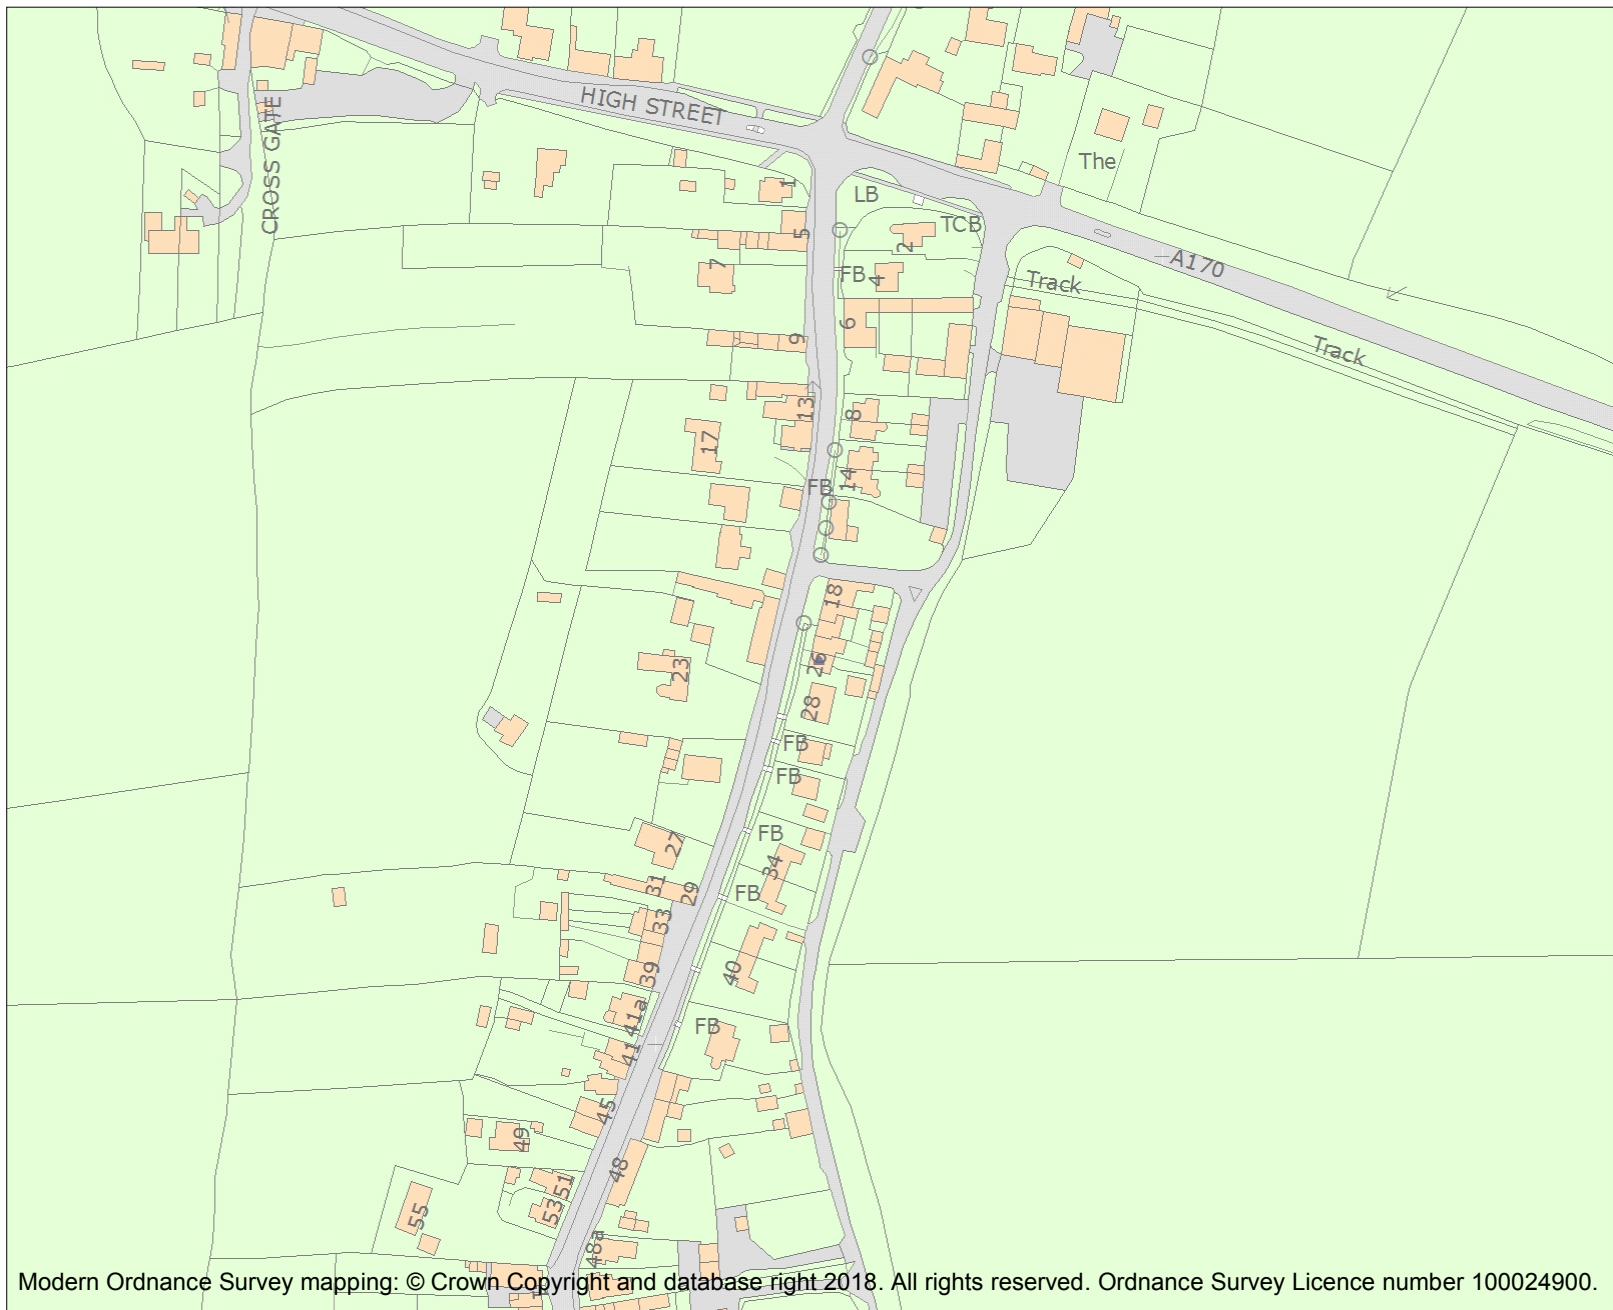 HIGH STREET
CROSS GATE
The
1
LB
5
2
TCB
7
FB
4
Track
A170
6
9
Track
13
8
17
14
FB
18
26
23
28
FB
FB
27
FB
34
31
29
FB
33
39
40
41a
FB
41
45
49
48
51
53
55
48a
Modern Ordnance Survey mapping: © Crown Copyright and database right 2018. All rights reserved. Ordnance Survey Licence number 100024900.